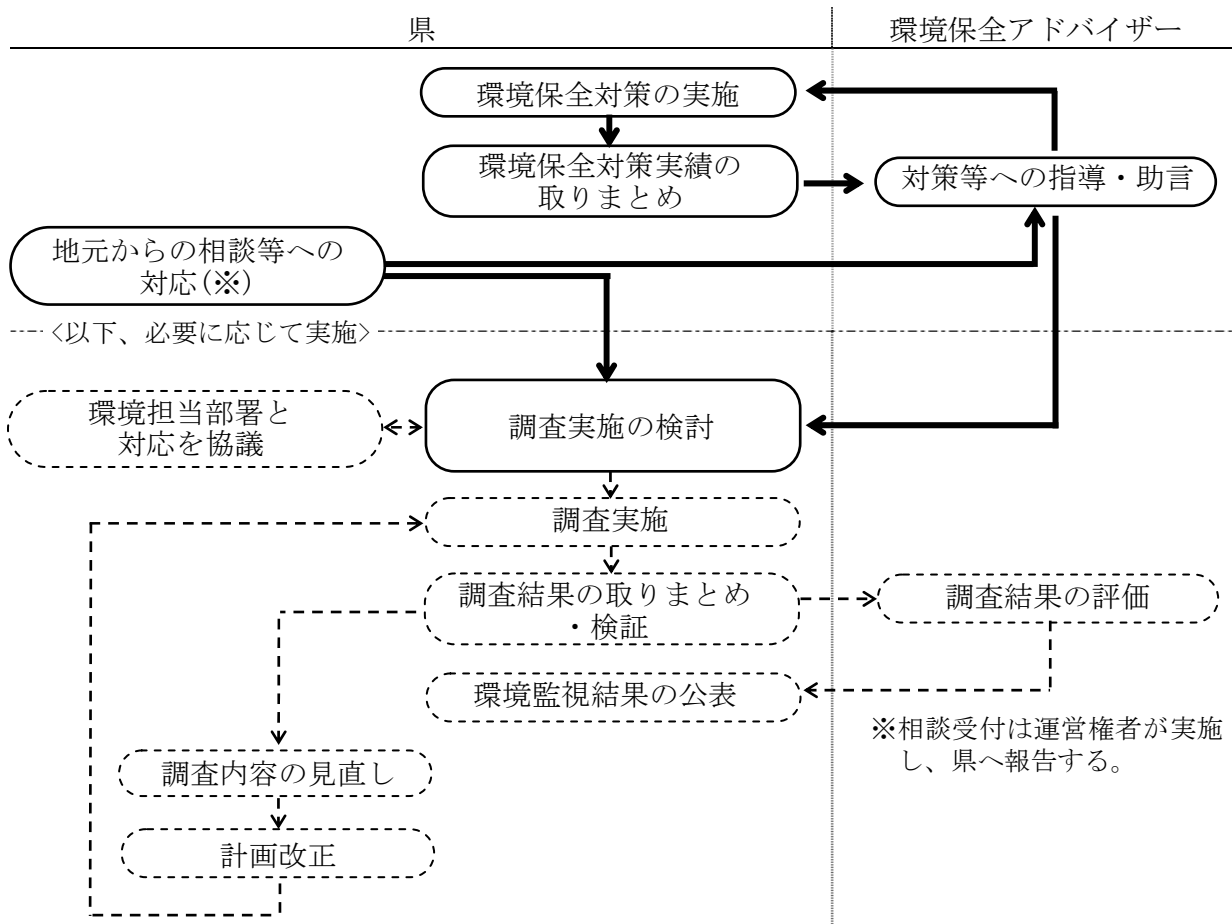 県
環境保全アドバイザー
環境保全対策の実施
環境保全対策実績の
取りまとめ
対策等への指導・助言
地元からの相談等への
対応(※)
<以下、必要に応じて実施>
環境担当部署と
対応を協議
調査実施の検討
調査実施
調査結果の取りまとめ
・検証
調査結果の評価
環境監視結果の公表
※相談受付は運営権者が実施
し、県へ報告する。
調査内容の見直し
計画改正